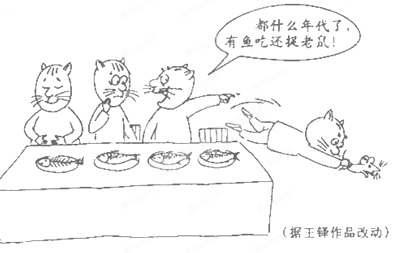 都什么年代了，
有鱼吃还捉老鼠！
（据王铎作品改动）